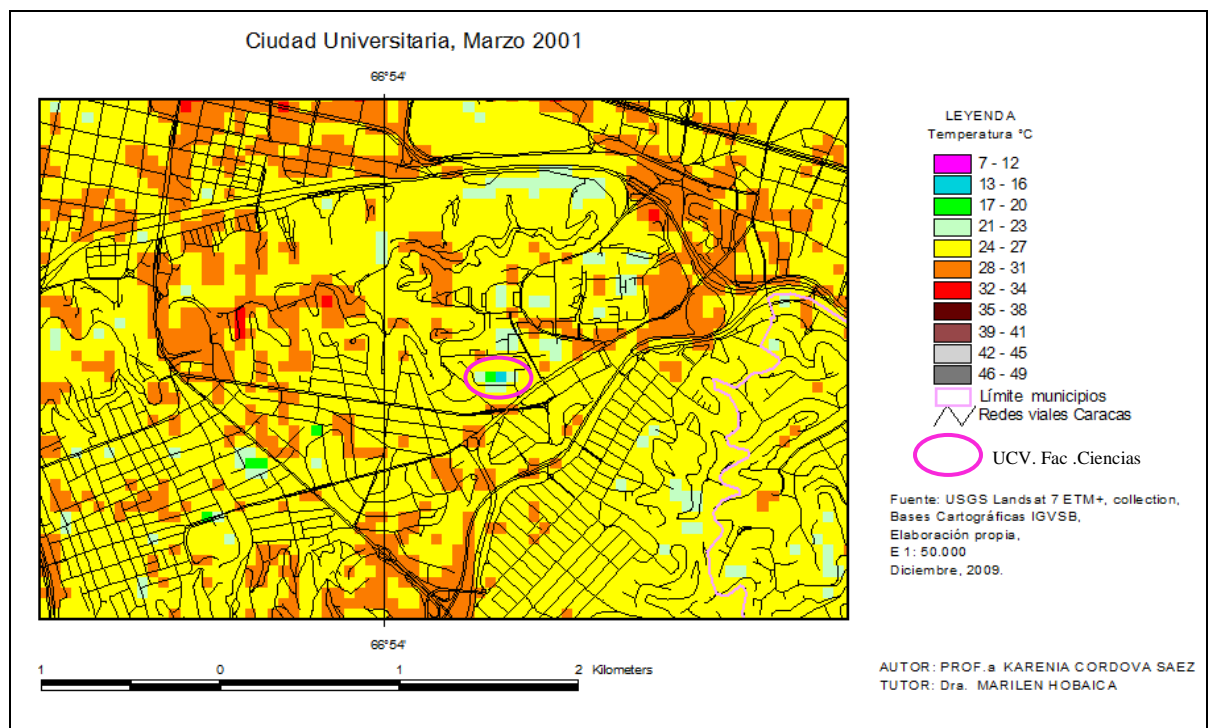 Ciudad Universitaria, Marzo 2001
66°54'
LEYENDA
Temperatura °C
7 - 12
13 - 16
17 - 20
21 - 23
24 - 27
28 - 31
32 - 34
35 - 38
39 - 41
42 - 45
46 - 49
Límite municipios
Redes viales Caracas
UCV. Fac .Ciencias
Fuente: USGS Landsat 7 ETM+, collection,
Bases Cartográficas IGVSB,
Elaboración propia,
E 1: 50.000
Diciembre, 2009.
66°54'
1 0 1 2 Kilometers
AUTOR: PROF.a KARENIA CORDOVA SAEZ
TUTOR: Dra. MARILEN HOBAICA